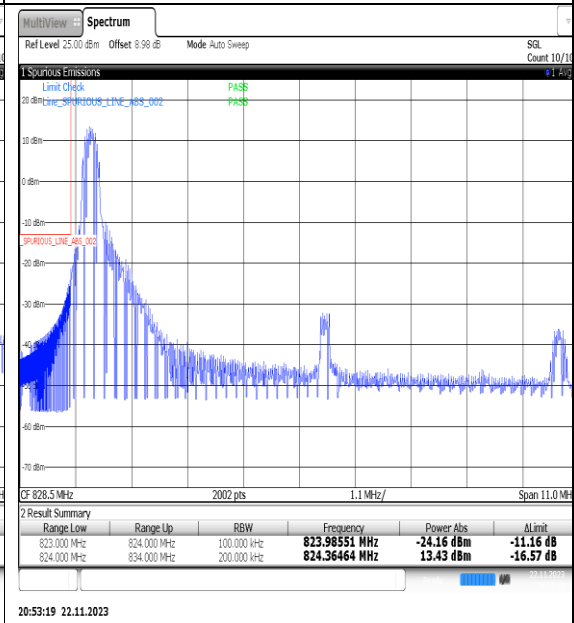 MultiView Spectrum
Ref Level 25.00 dBm Offset 8.98 dB Mode Auto Sweep SGL
Count 10/10
1 Spurious Emissions 1 Avg
Limit Check PASS
20 dBm Line_SPURIOUS_LINE_ABS_002 PASS
10 dBm
0 dBm
-10 dBm
_SPURIOUS_LINE_ABS_002
-20 dBm
-30 dBm
-40 dBm
-60 dBm
-70 dBm
CF 828.5 MHz 2002 pts 1.1 MHz/ Span 11.0 MH
2 Result Summary
Range Low Range Up RBW Frequency Power Abs ΔLimit
823.000 MHz 824.000 MHz 100.000 kHz 823.98551 MHz -24.16 dBm -11.16 dB
824.000 MHz 834.000 MHz 200.000 kHz 824.36464 MHz 13.43 dBm -16.57 dB
22.11.2023
20:53:19 22.11.2023